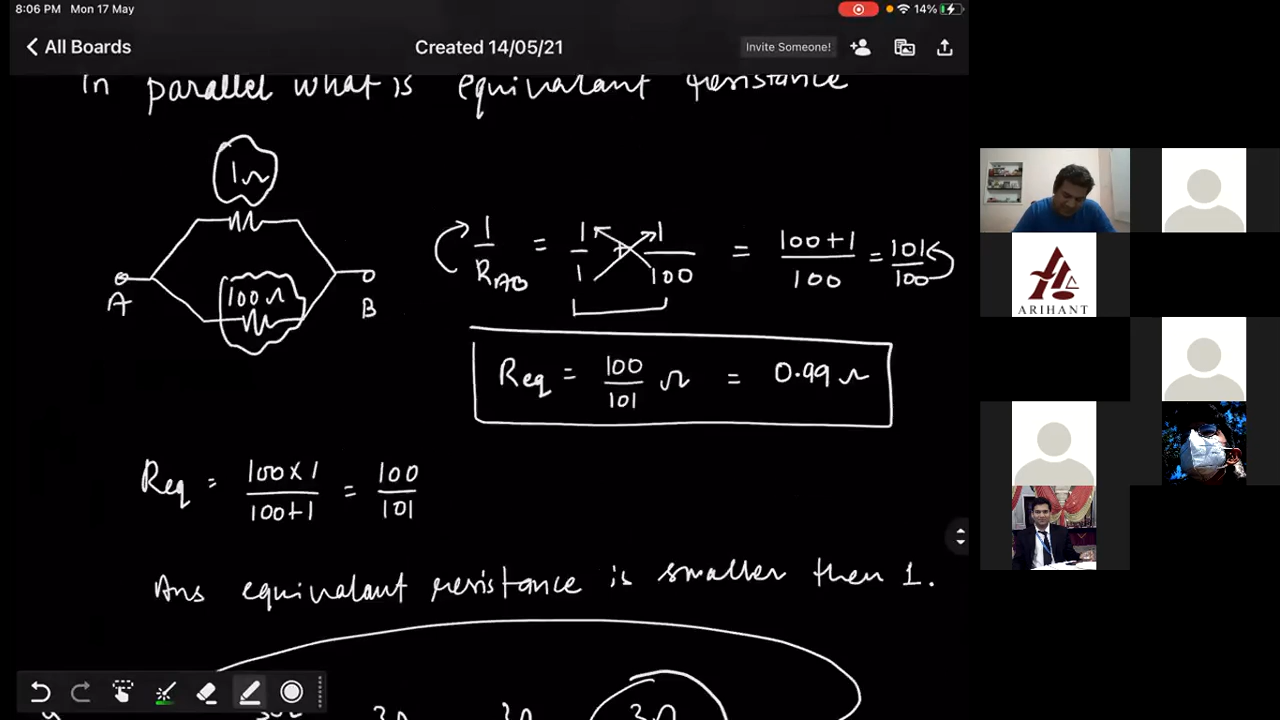 8:06 PM Mon 17 May
14%
All Boards
Created 14/05/21
Invite Someone!
In parallel what is equivalant resistance
1Ω
100Ω
A
B
1/R_AB = 1/1 + 1/100 = 100+1/100 = 101/100
Req = 100/101 Ω = 0.99 Ω
Req = 100×1/100+1 = 100/101
Ans equivalant resistance is smaller then 1.
3Ω
ARIHANT